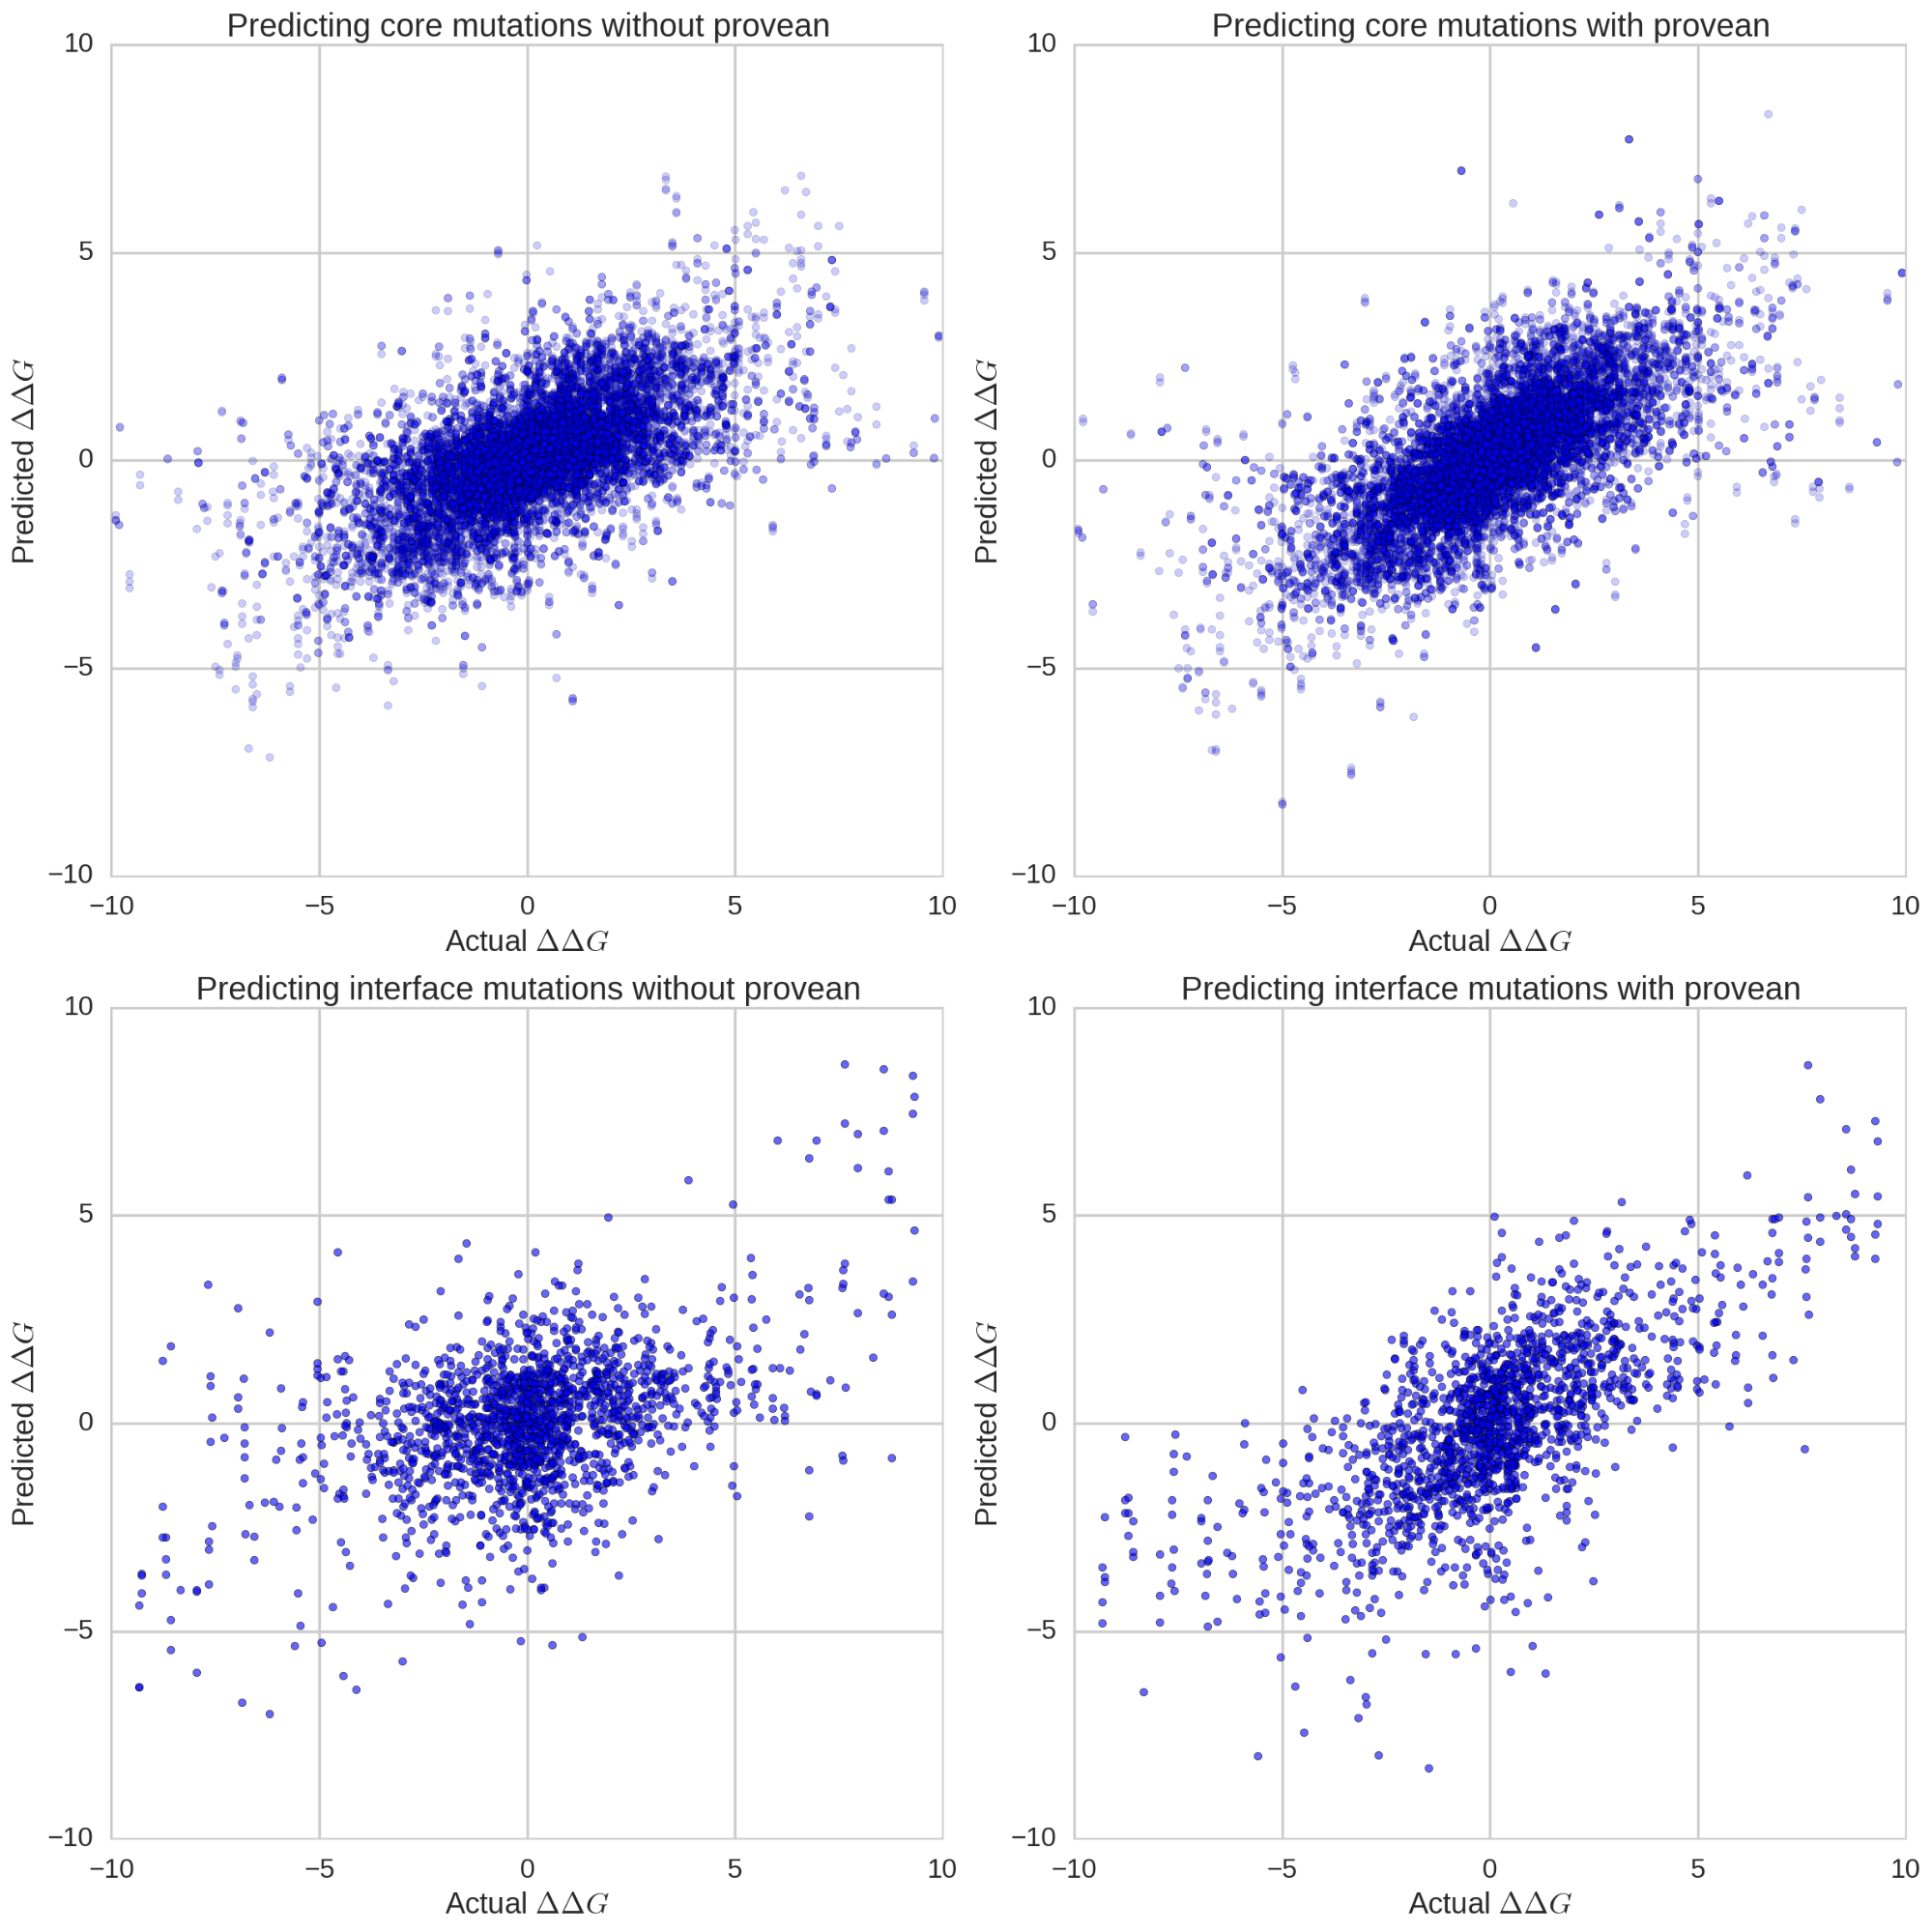 Predicting core mutations without provean
10
5
0
−5
−10
−10 −5 0 5 10
Predicted ΔΔG
Actual ΔΔG
Predicting core mutations with provean
10
5
0
−5
−10
−10 −5 0 5 10
Predicted ΔΔG
Actual ΔΔG
Predicting interface mutations without provean
10
5
0
−5
−10
−10 −5 0 5 10
Predicted ΔΔG
Actual ΔΔG
Predicting interface mutations with provean
10
5
0
−5
−10
−10 −5 0 5 10
Predicted ΔΔG
Actual ΔΔG